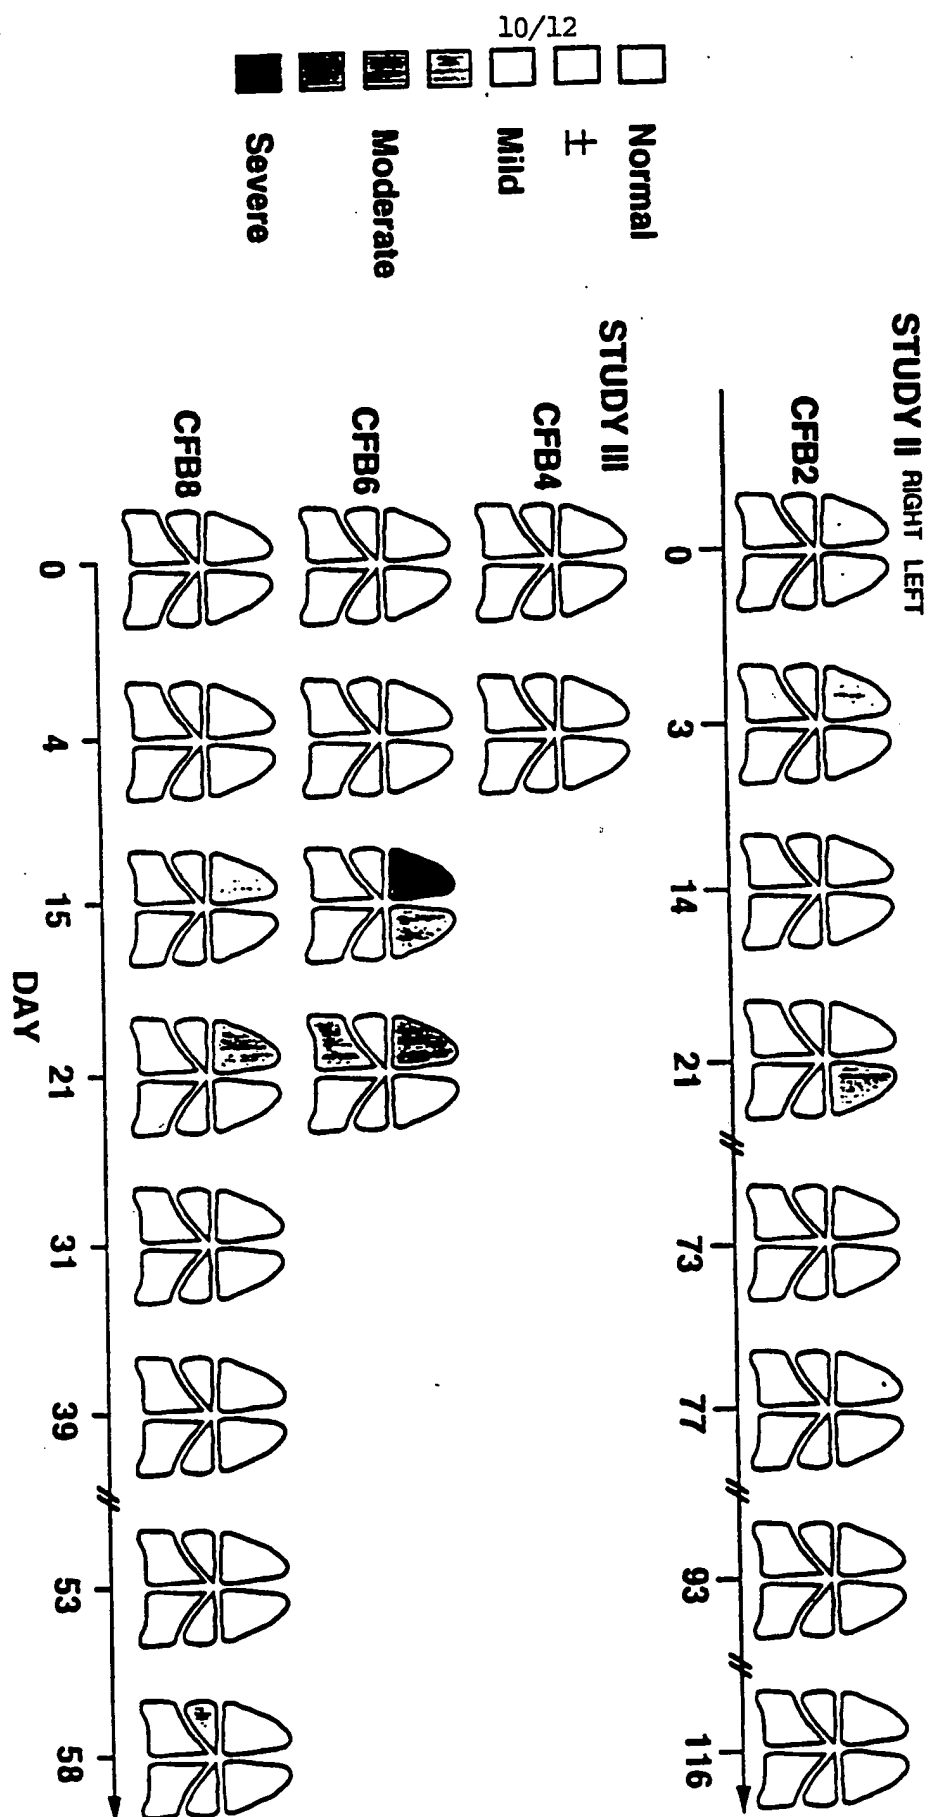 10/12
STUDY II RIGHT LEFT
CFB2
0 3 14 21 73 77 93 116
STUDY III
CFB4
CFB6
CFB8
0 4 15 21 31 39 53 58
DAY
Normal
±
Mild
Moderate
Severe